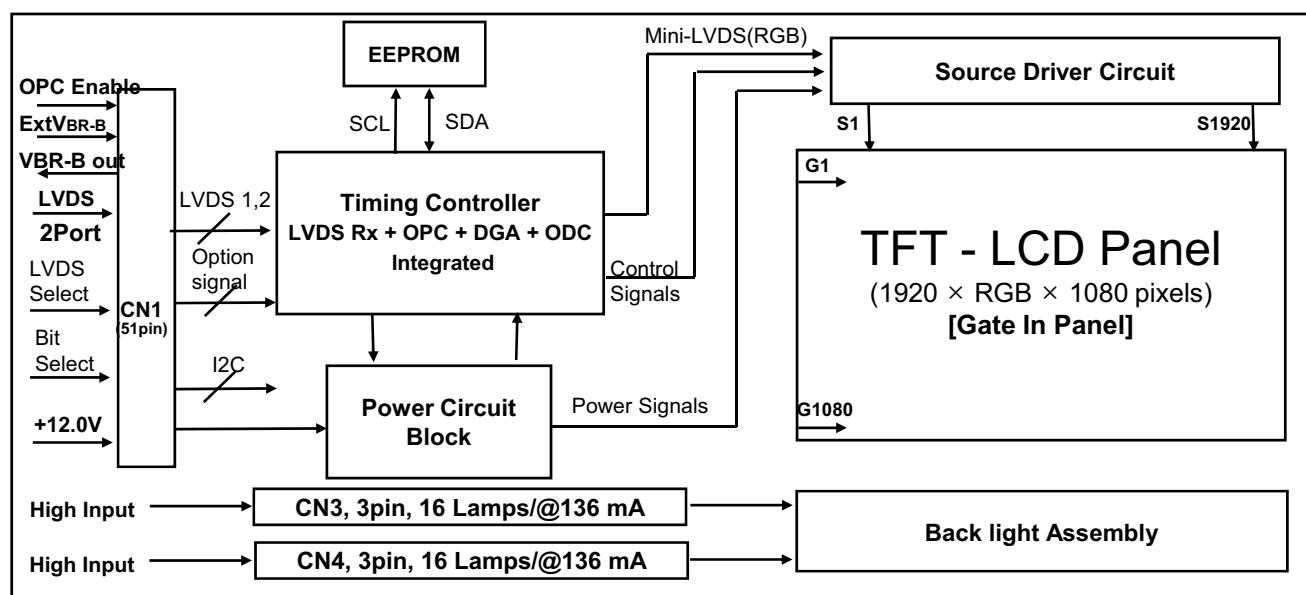 EEPROM
Mini-LVDS(RGB)
Source Driver Circuit
OPC Enable
ExtVBR-B
VBR-B out
LVDS
2Port
LVDS
Select
Bit
Select
+12.0V
CN1
(51pin)
SCL
SDA
LVDS 1,2
Option
signal
I2C
Timing Controller
LVDS Rx + OPC + DGA + ODC
Integrated
Control
Signals
Power Circuit
Block
Power Signals
S1
S1920
G1
TFT - LCD Panel
(1920 × RGB × 1080 pixels)
[Gate In Panel]
G1080
High Input
CN3, 3pin, 16 Lamps/@136 mA
Back light Assembly
High Input
CN4, 3pin, 16 Lamps/@136 mA